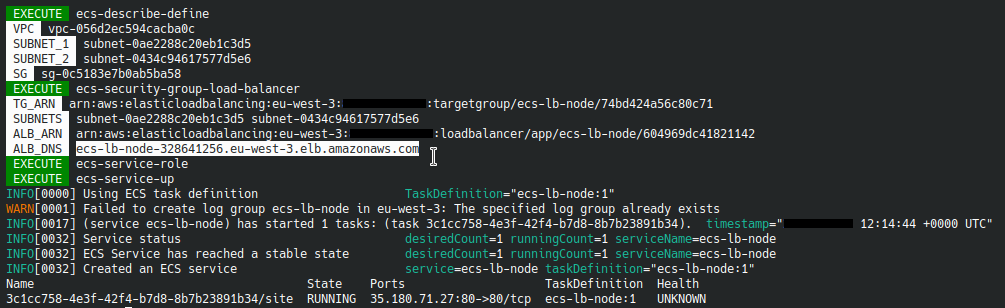 EXECUTE ecs-describe-define
VPC vpc-056d2ec594cacba0c
SUBNET_1 subnet-0ae2288c20eb1c3d5
SUBNET_2 subnet-0434c94617577d5e6
SG sg-0c5183e7b0ab5ba58
EXECUTE ecs-security-group-load-balancer
TG_ARN arn:aws:elasticloadbalancing:eu-west-3: :targetgroup/ecs-lb-node/74bd424a56c80c71
SUBNETS subnet-0ae2288c20eb1c3d5 subnet-0434c94617577d5e6
ALB_ARN arn:aws:elasticloadbalancing:eu-west-3: :loadbalancer/app/ecs-lb-node/604969dc41821142
ALB_DNS ecs-lb-node-328641256.eu-west-3.elb.amazonaws.com
EXECUTE ecs-service-role
EXECUTE ecs-service-up
INFO[0000] Using ECS task definition TaskDefinition="ecs-lb-node:1"
WARN[0001] Failed to create log group ecs-lb-node in eu-west-3: The specified log group already exists
INFO[0017] (service ecs-lb-node) has started 1 tasks: (task 3c1cc758-4e3f-42f4-b7d8-8b7b23891b34). timestamp=" 12:14:44 +0000 UTC"
INFO[0032] Service status desiredCount=1 runningCount=1 serviceName=ecs-lb-node
INFO[0032] ECS Service has reached a stable state desiredCount=1 runningCount=1 serviceName=ecs-lb-node
INFO[0032] Created an ECS service service=ecs-lb-node taskDefinition="ecs-lb-node:1"
Name State Ports TaskDefinition Health
3c1cc758-4e3f-42f4-b7d8-8b7b23891b34/site RUNNING 35.180.71.27:80->80/tcp ecs-lb-node:1 UNKNOWN